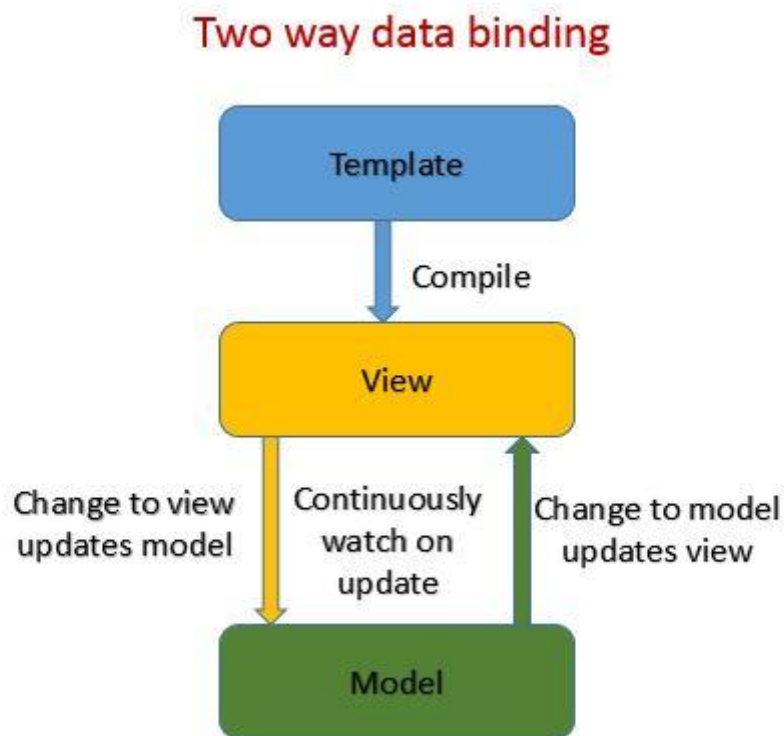 Two way data binding
Template
Compile
View
Change to view
updates model
Continuously
watch on
update
Change to model
updates view
Model